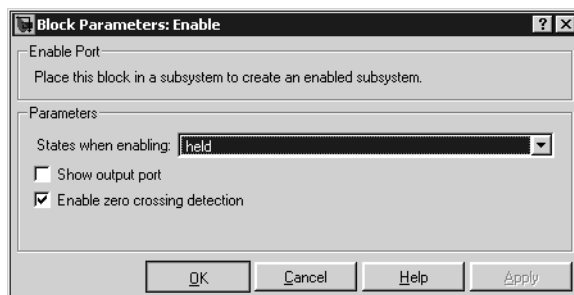 Block Parameters: Enable
Enable Port
Place this block in a subsystem to create an enabled subsystem.
Parameters
States when enabling: held
Show output port
Enable zero crossing detection
OK Cancel Help Apply